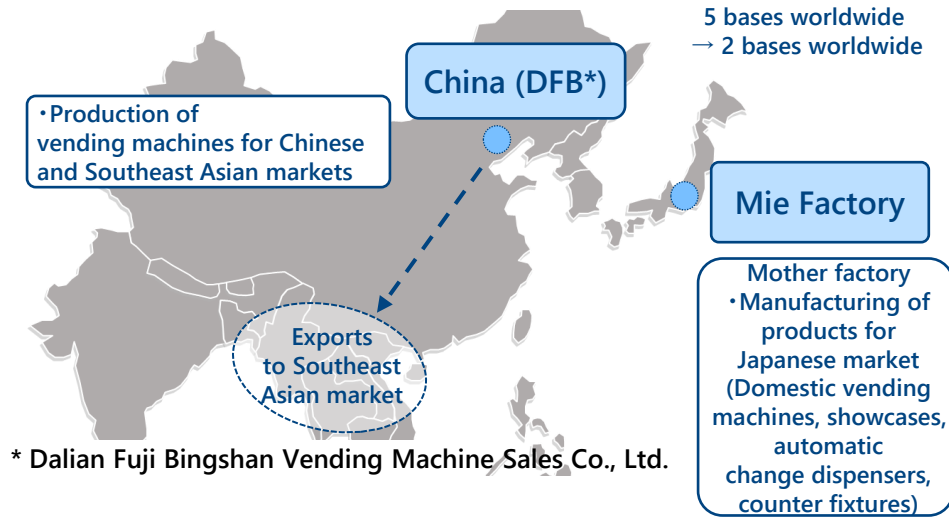 5 bases worldwide
→ 2 bases worldwide
China (DFB*)
・Production of
vending machines for Chinese
and Southeast Asian markets
Mie Factory
Mother factory
・Manufacturing of
products for
Japanese market
(Domestic vending
machines, showcases,
automatic
change dispensers,
counter fixtures)
Exports
to Southeast
Asian market
* Dalian Fuji Bingshan Vending Machine Sales Co., Ltd.